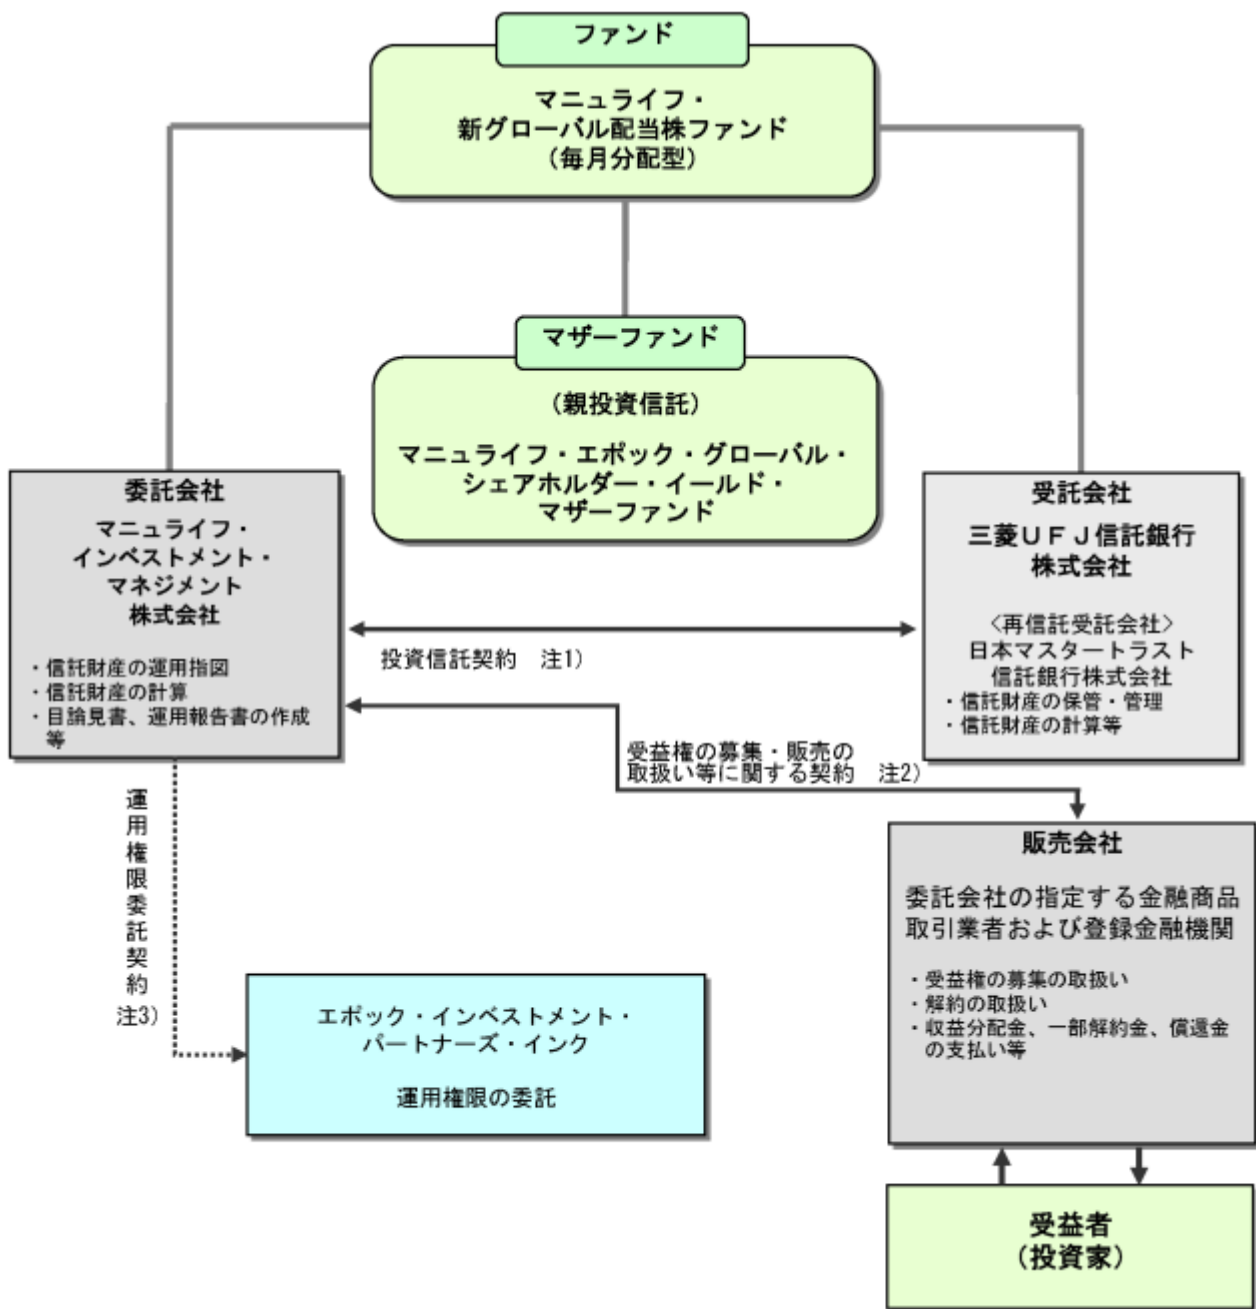 ファンド
マニュライフ・
新グローバル配当株ファンド
（毎月分配型）
マザーファンド
（親投資信託）
マニュライフ・エポック・グローバル・
シェアホルダー・イールド・
マザーファンド
委託会社
マニュライフ・
インベストメント・
マネジメント
株式会社
・信託財産の運用指図
・信託財産の計算
・目論見書、運用報告書の作成
等
受託会社
三菱ＵＦＪ信託銀行
株式会社
〈再信託受託会社〉
日本マスタートラスト
信託銀行株式会社
・信託財産の保管・管理
・信託財産の計算等
投資信託契約　注1）
受益権の募集・販売の
取扱い等に関する契約　注2）
運用権限委託契約
注3）
エポック・インベストメント・
パートナーズ・インク
運用権限の委託
販売会社
委託会社の指定する金融商品
取引業者および登録金融機関
・受益権の募集の取扱い
・解約の取扱い
・収益分配金、一部解約金、償還金
の支払い等
受益者
（投資家）